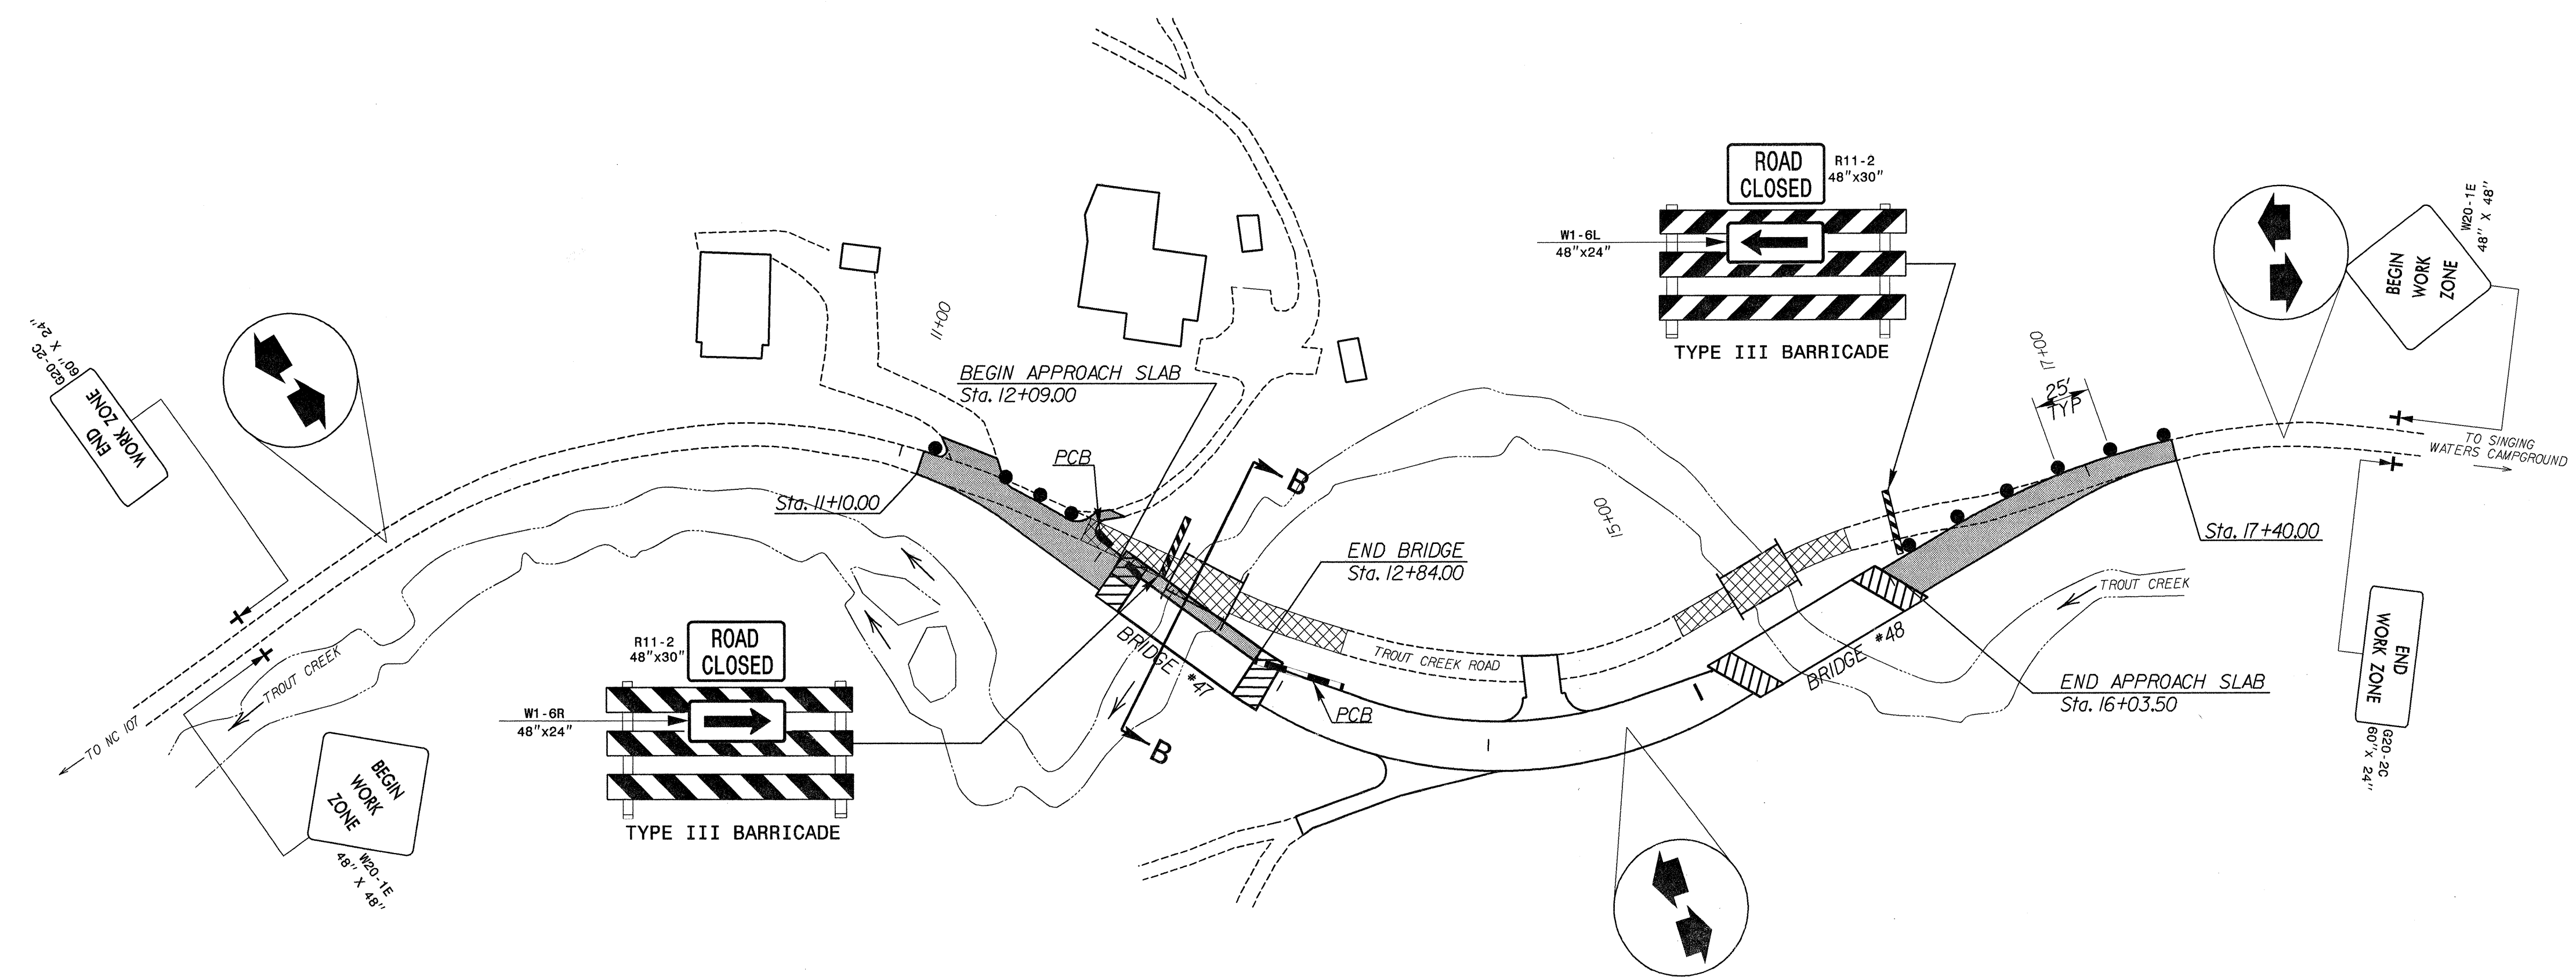 ROAD
CLOSED
R11-2
48"x30"
W1-6L
48"x24"
TYPE III BARRICADE
W20-1E
48" X 48"
BEGIN
WORK
ZONE
17+00
25'
TYP
TO SINGING
WATERS CAMPGROUND
G20-2C
60" X 24"
END
WORK ZONE
11+00
BEGIN APPROACH SLAB
Sta. 12+09.00
PCB
B
Sta. 11+10.00
15+00
END BRIDGE
Sta. 12+84.00
Sta. 17+40.00
TROUT CREEK
TROUT CREEK
TO NC 107
BEGIN
WORK
ZONE
W20-1E
48" X 48"
R11-2
48"x30"
ROAD
CLOSED
W1-6R
48"x24"
TYPE III BARRICADE
BRIDGE #47
B
PCB
TROUT CREEK ROAD
BRIDGE #48
END APPROACH SLAB
Sta. 16+03.50
END
WORK ZONE
G20-2C
60"x 24"